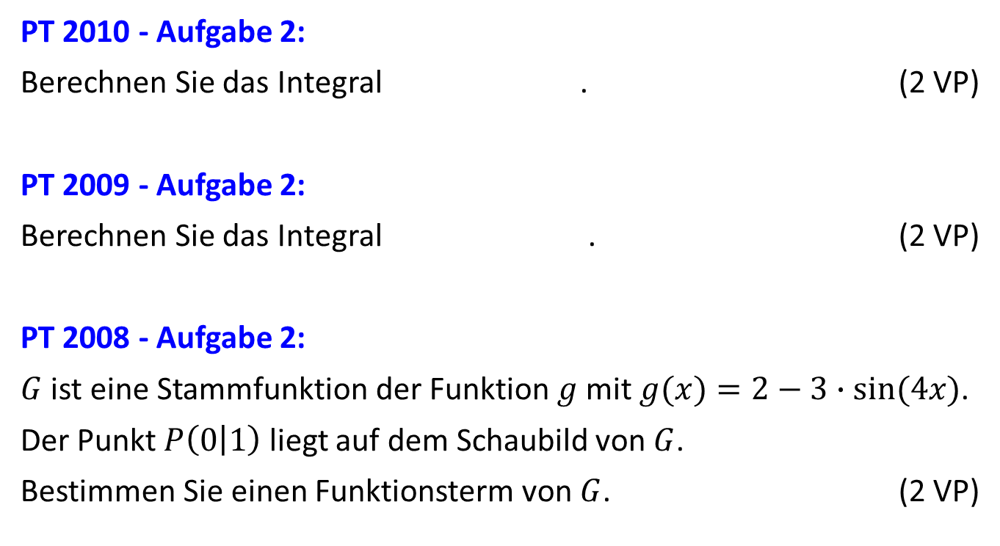 PT 2010 - Aufgabe 2:
Berechnen Sie das Integral . (2 VP)
PT 2009 - Aufgabe 2:
Berechnen Sie das Integral . (2 VP)
PT 2008 - Aufgabe 2:
G ist eine Stammfunktion der Funktion g mit g(x) = 2 − 3 · sin(4x).
Der Punkt P(0|1) liegt auf dem Schaubild von G.
Bestimmen Sie einen Funktionsterm von G. (2 VP)